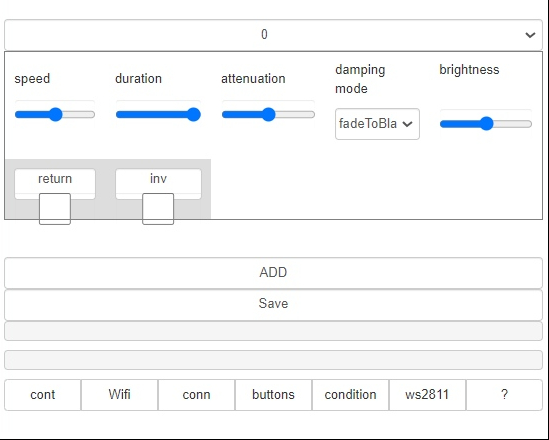 0
speed duration attenuation damping mode brightness
fadeToBla
return inv
ADD
Save
cont Wifi conn buttons condition ws2811 ?